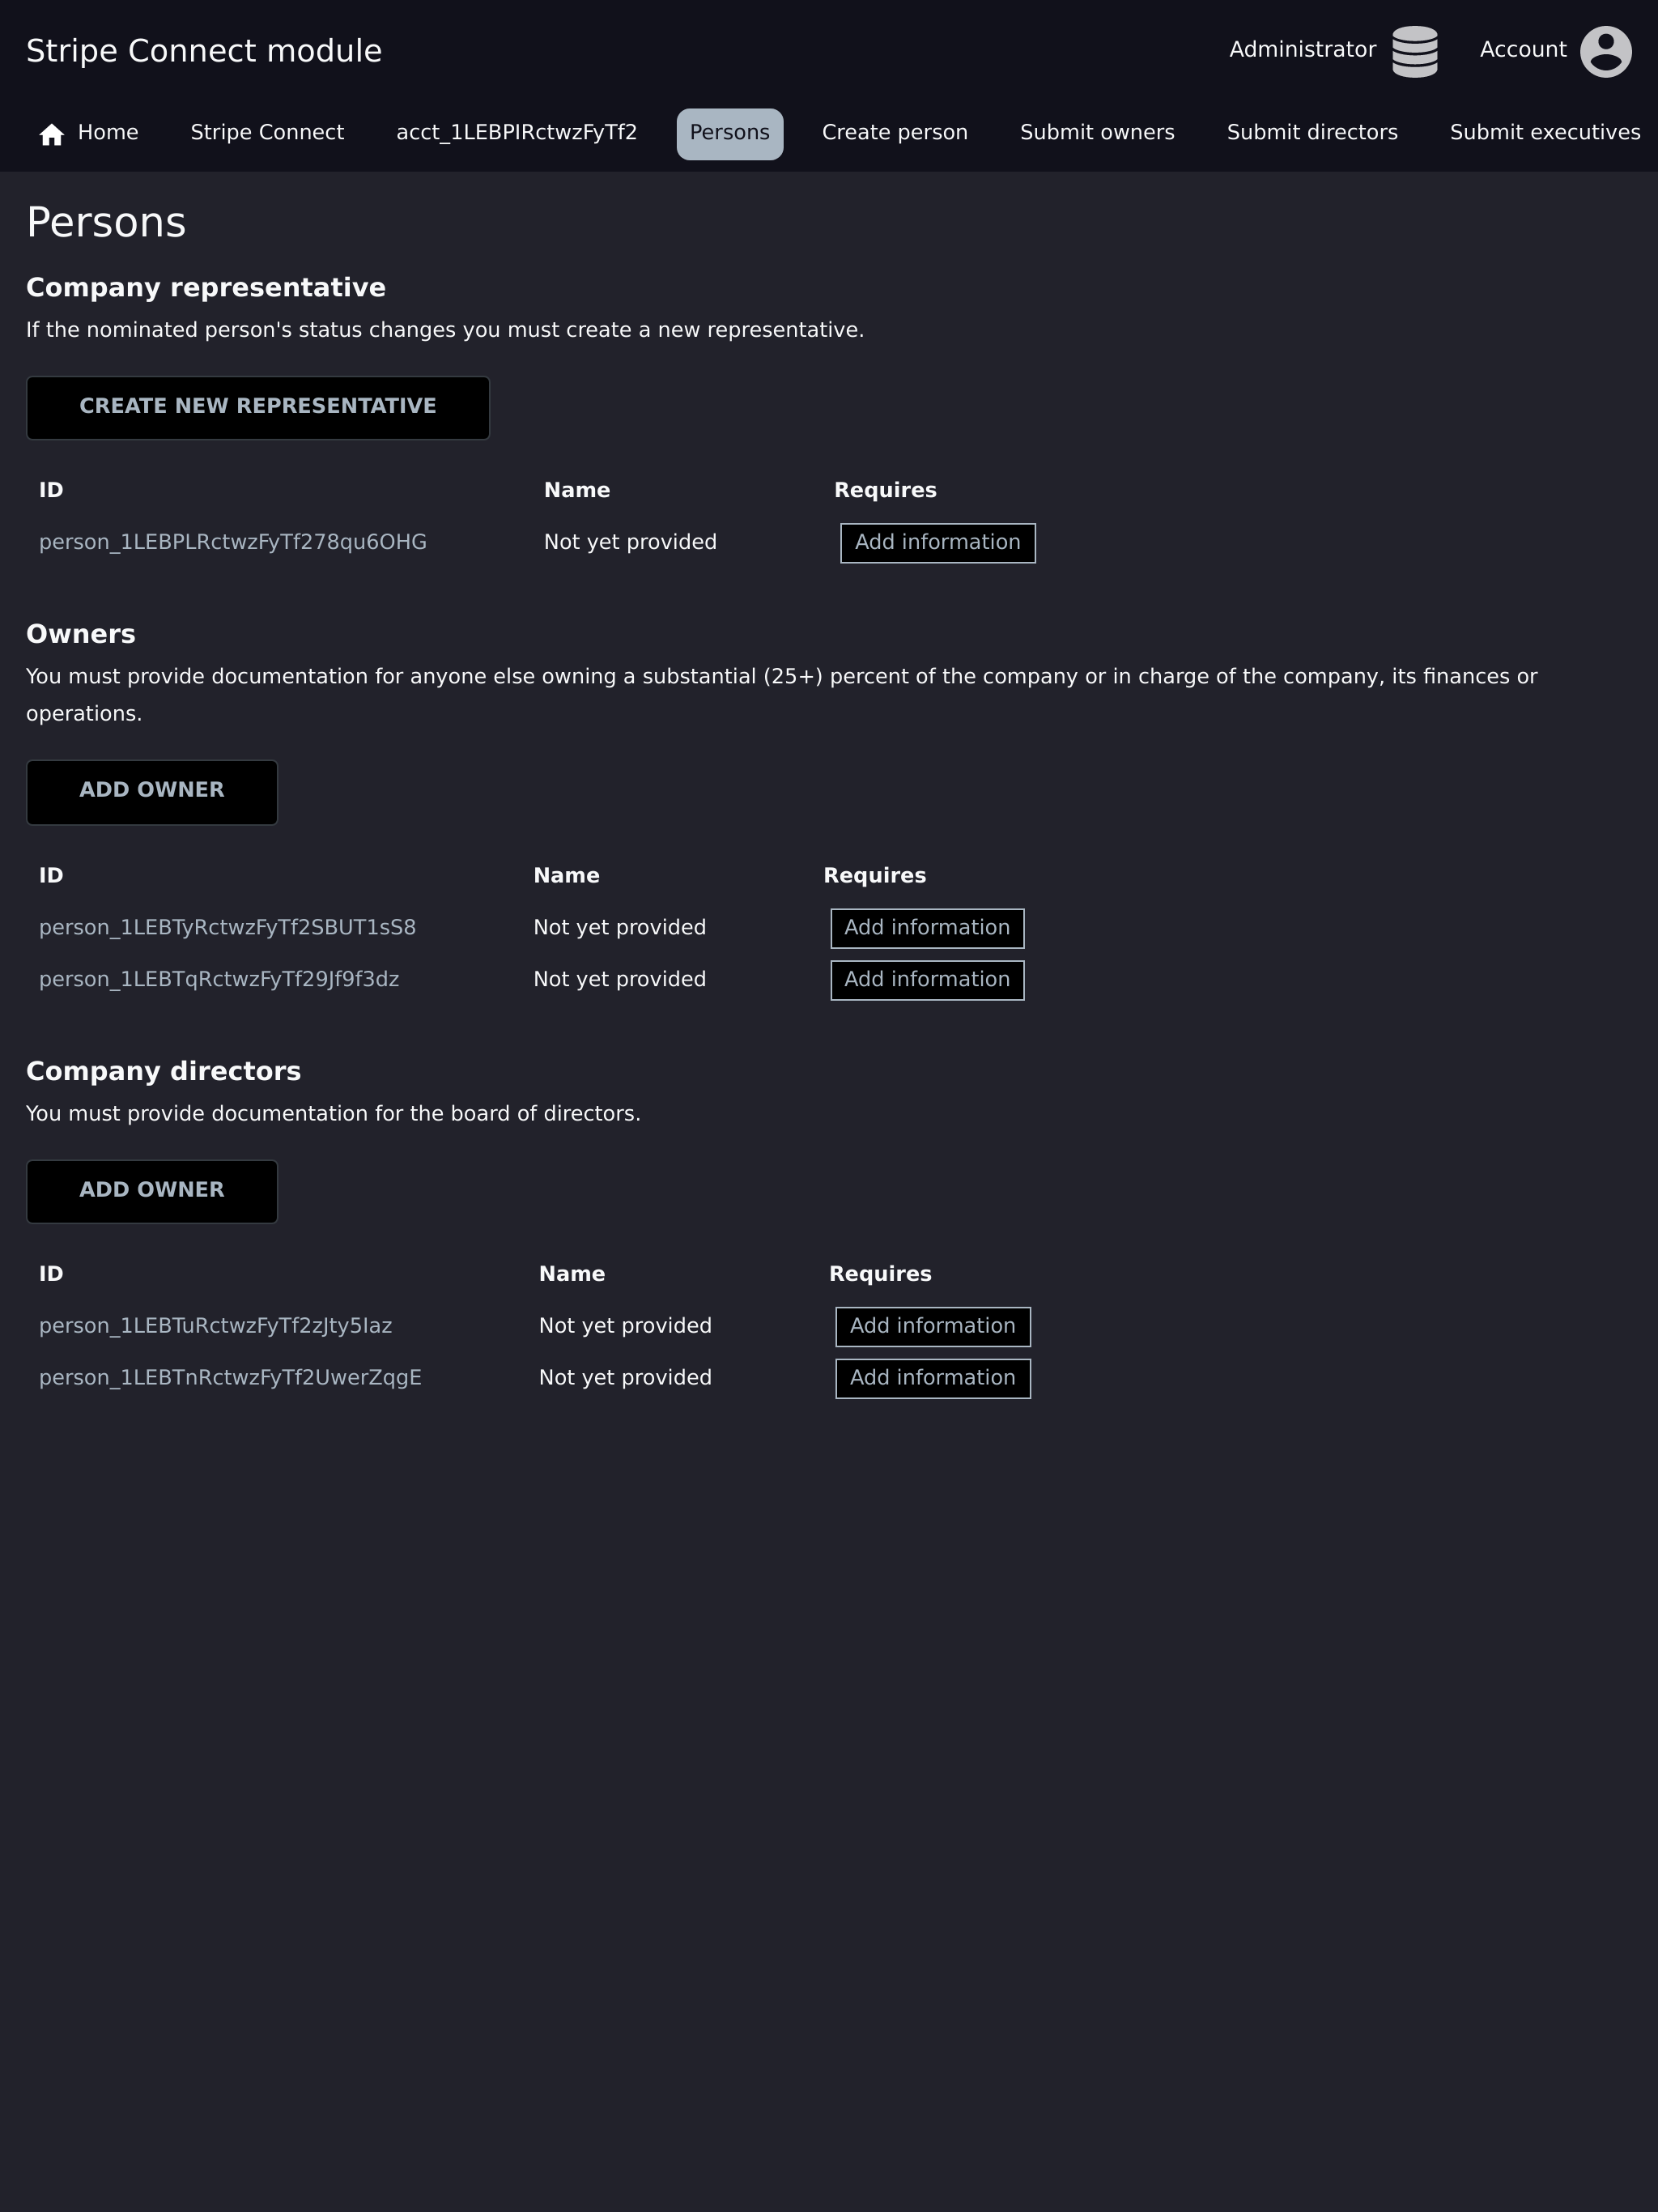 Stripe Connect module
Administrator
Account
Home
Stripe Connect
acct_1LEBPIRctwzFyTf2
Persons
Create person
Submit owners
Submit directors
Submit executives
Persons
Company representative
If the nominated person's status changes you must create a new representative.
CREATE NEW REPRESENTATIVE
ID Name Requires
person_1LEBPLRctwzFyTf278qu6OHG Not yet provided Add information
Owners
You must provide documentation for anyone else owning a substantial (25+) percent of the company or in charge of the company, its finances or
operations.
ADD OWNER
ID Name Requires
person_1LEBTyRctwzFyTf2SBUT1sS8 Not yet provided Add information
person_1LEBTqRctwzFyTf29Jf9f3dz Not yet provided Add information
Company directors
You must provide documentation for the board of directors.
ADD OWNER
ID Name Requires
person_1LEBTuRctwzFyTf2zJty5Iaz Not yet provided Add information
person_1LEBTnRctwzFyTf2UwerZqgE Not yet provided Add information